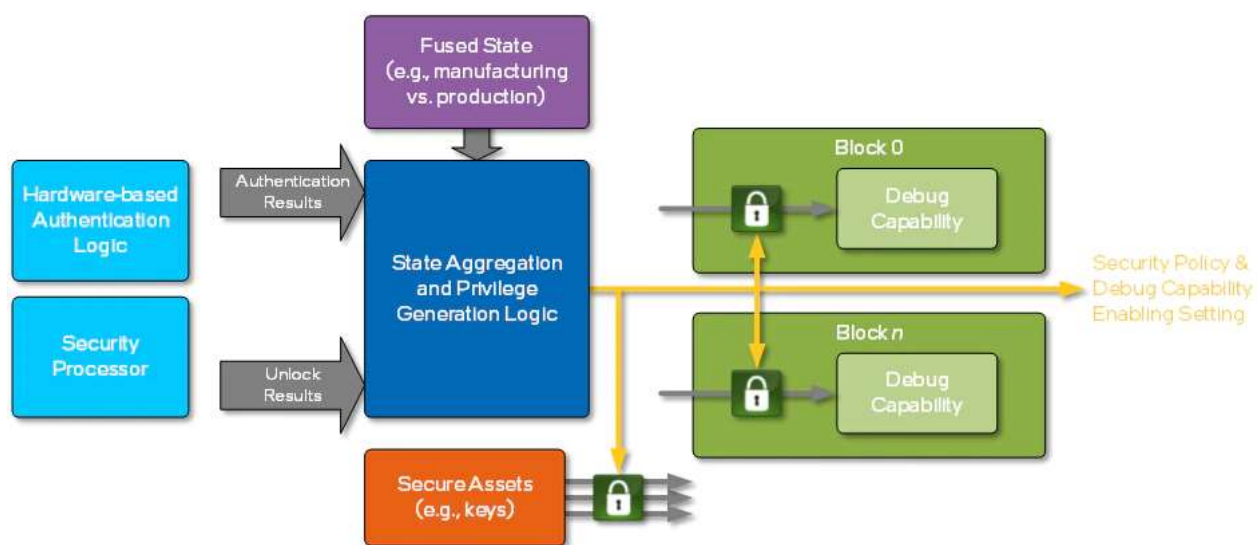 Fused State
(e.g., manufacturing
vs. production)
Hardware-based
Authentication
Logic
Authentication
Results
State Aggregation
and Privilege
Generation Logic
Security
Processor
Unlock
Results
Secure Assets
(e.g., keys)
Block 0
Debug
Capability
Block n
Debug
Capability
Security Policy &
Debug Capability
Enabling Setting